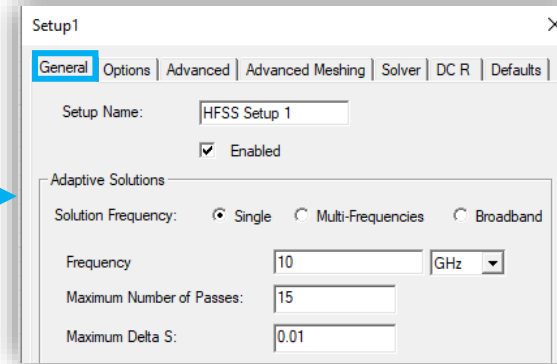 Setup1
General Options Advanced Advanced Meshing Solver DC R Defaults
Setup Name: HFSS Setup 1
Enabled
Adaptive Solutions
Solution Frequency: Single Multi-Frequencies Broadband
Frequency 10 GHz
Maximum Number of Passes: 15
Maximum Delta S: 0.01